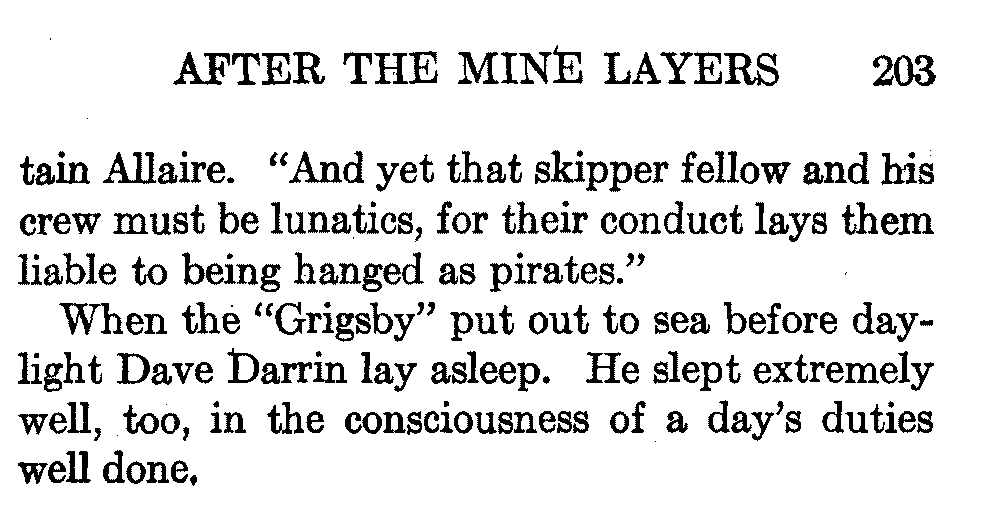 AFTER THE MINE LAYERS 203
tain Allaire. “And yet that skipper fellow and his
crew must be lunatics, for their conduct lays them
liable to being hanged as pirates.”
When the “Grigsby” put out to sea before day-
light Dave Darrin lay asleep. He slept extremely
well, too, in the consciousness of a day’s duties
well done.